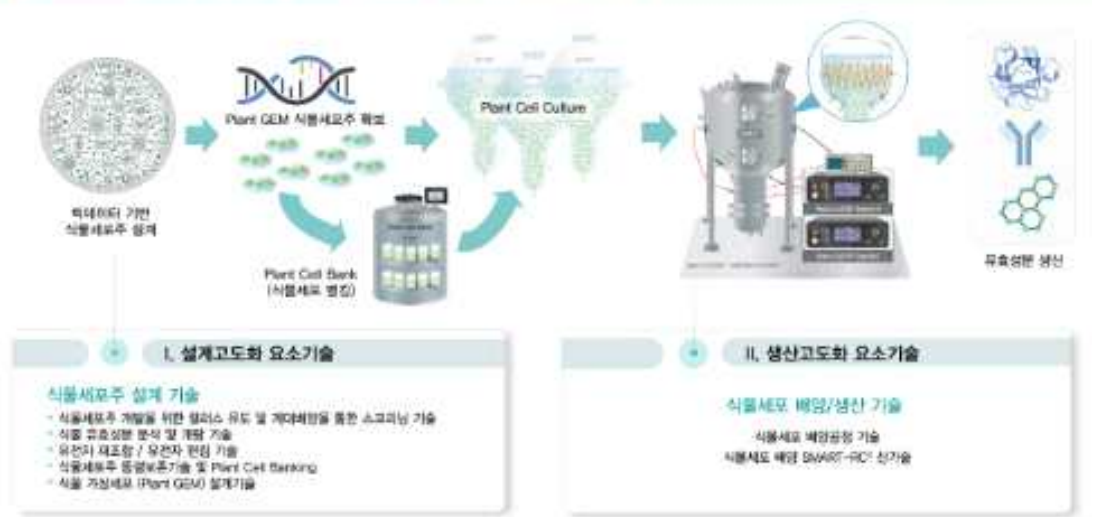 Plant GEM 식물세포주 확보
Plant Cell Culture
빅데이터 기반
식물세포주 설계
Plant Cell Bank
(식물세포 뱅킹)
유효성분 생산
I. 설계고도화 요소기술
식물세포주 설계 기술
- 식물세포주 개발을 위한 캘러스 유도 및 계대배양을 통한 스크리닝 기술
- 식물 유효성분 분석 및 개발 기술
- 유전자 재조합 / 유전자 편집 기술
- 식물세포주 동결보존기술 및 Plant Cell Banking
- 식물 가상세포 (Plant GEM) 설계기술
II. 생산고도화 요소기술
식물세포 배양/생산 기술
식물세포 배양공정 기술
식물세포 배양 SMART-RC² 신기술